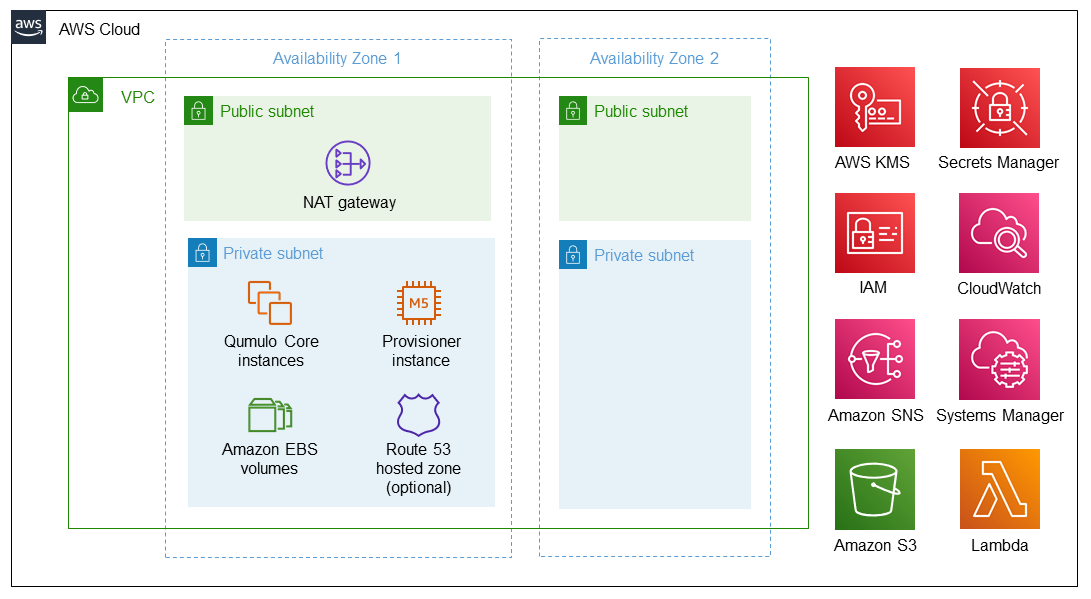 aws
AWS Cloud
Availability Zone 1
Availability Zone 2
VPC
Public subnet
NAT gateway
Private subnet
Qumulo Core
instances
M5
Provisioner
instance
Amazon EBS
volumes
Route 53
hosted zone
(optional)
Public subnet
Private subnet
AWS KMS
Secrets Manager
IAM
CloudWatch
Amazon SNS
Systems Manager
Amazon S3
Lambda